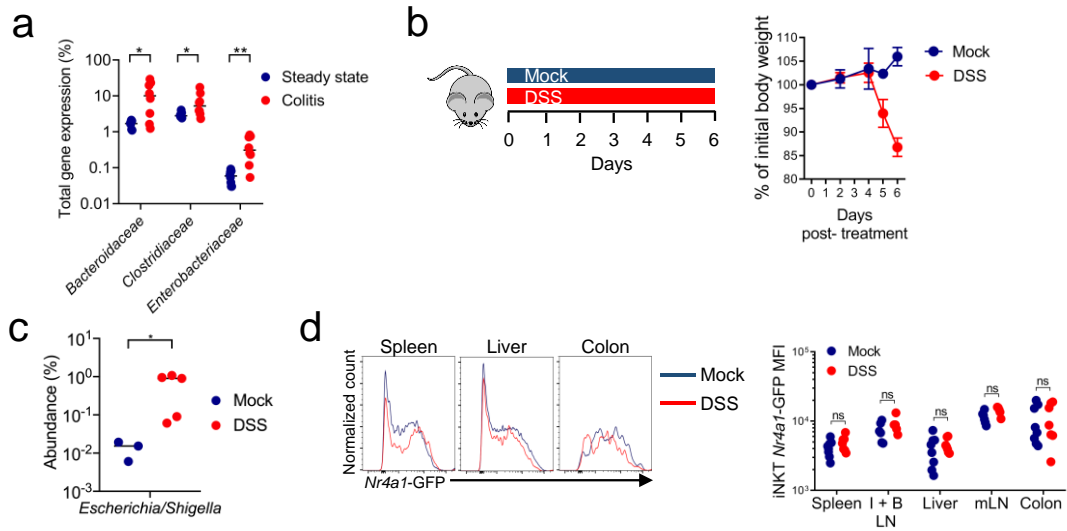 a
Total gene expression (%)
100
10
1
0.1
0.01
*
*
**
Steady state
Colitis
Bacteroidaceae
Clostridiaceae
Enterobacteriaceae
b
Mock
DSS
0 1 2 3 4 5 6
Days
% of initial body weight
110
105
100
95
90
85
80
0 1 2 3 4 5 6
Days
post- treatment
Mock
DSS
c
Abundance (%)
10¹
10⁰
10⁻¹
10⁻²
10⁻³
*
Mock
DSS
Escherichia/Shigella
d
Spleen Liver Colon
Normalized count
Nr4a1-GFP
Mock
DSS
iNKT Nr4a1-GFP MFI
10⁵
10⁴
10³
Mock
DSS
ns ns ns ns ns
Spleen I + B LN Liver mLN Colon